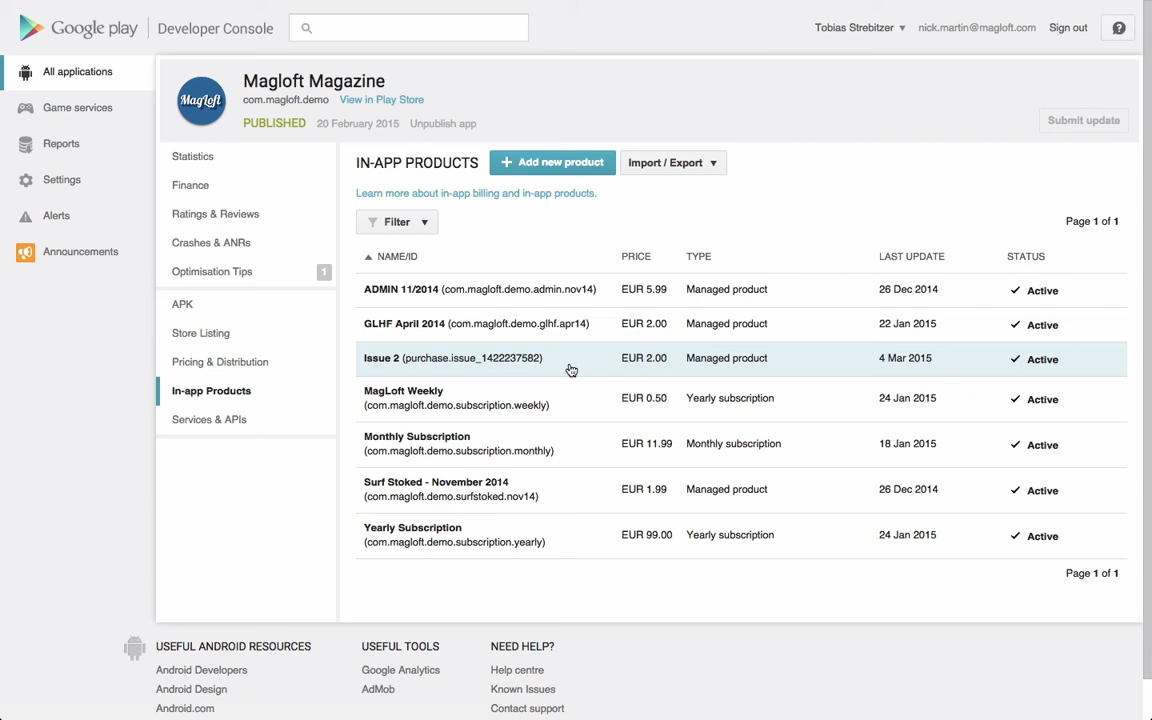 Google play Developer Console
Tobias Strebitzer nick.martin@magloft.com Sign out
All applications
Game services
Reports
Settings
Alerts
Announcements
MagLoft
Magloft Magazine
com.magloft.demo View in Play Store
PUBLISHED 20 February 2015 Unpublish app
Submit update
Statistics
Finance
Ratings & Reviews
Crashes & ANRs
Optimisation Tips 1
APK
Store Listing
Pricing & Distribution
In-app Products
Services & APIs
IN-APP PRODUCTS + Add new product Import / Export
Learn more about in-app billing and in-app products.
Filter Page 1 of 1
NAME/ID PRICE TYPE LAST UPDATE STATUS
ADMIN 11/2014 (com.magloft.demo.admin.nov14) EUR 5.99 Managed product 26 Dec 2014 Active
GLHF April 2014 (com.magloft.demo.glhf.apr14) EUR 2.00 Managed product 22 Jan 2015 Active
Issue 2 (purchase.issue_1422237582) EUR 2.00 Managed product 4 Mar 2015 Active
MagLoft Weekly
(com.magloft.demo.subscription.weekly) EUR 0.50 Yearly subscription 24 Jan 2015 Active
Monthly Subscription
(com.magloft.demo.subscription.monthly) EUR 11.99 Monthly subscription 18 Jan 2015 Active
Surf Stoked - November 2014
(com.magloft.demo.surfstoked.nov14) EUR 1.99 Managed product 26 Dec 2014 Active
Yearly Subscription
(com.magloft.demo.subscription.yearly) EUR 99.00 Yearly subscription 24 Jan 2015 Active
Page 1 of 1
USEFUL ANDROID RESOURCES
Android Developers
Android Design
Android.com
USEFUL TOOLS
Google Analytics
AdMob
NEED HELP?
Help centre
Known Issues
Contact support